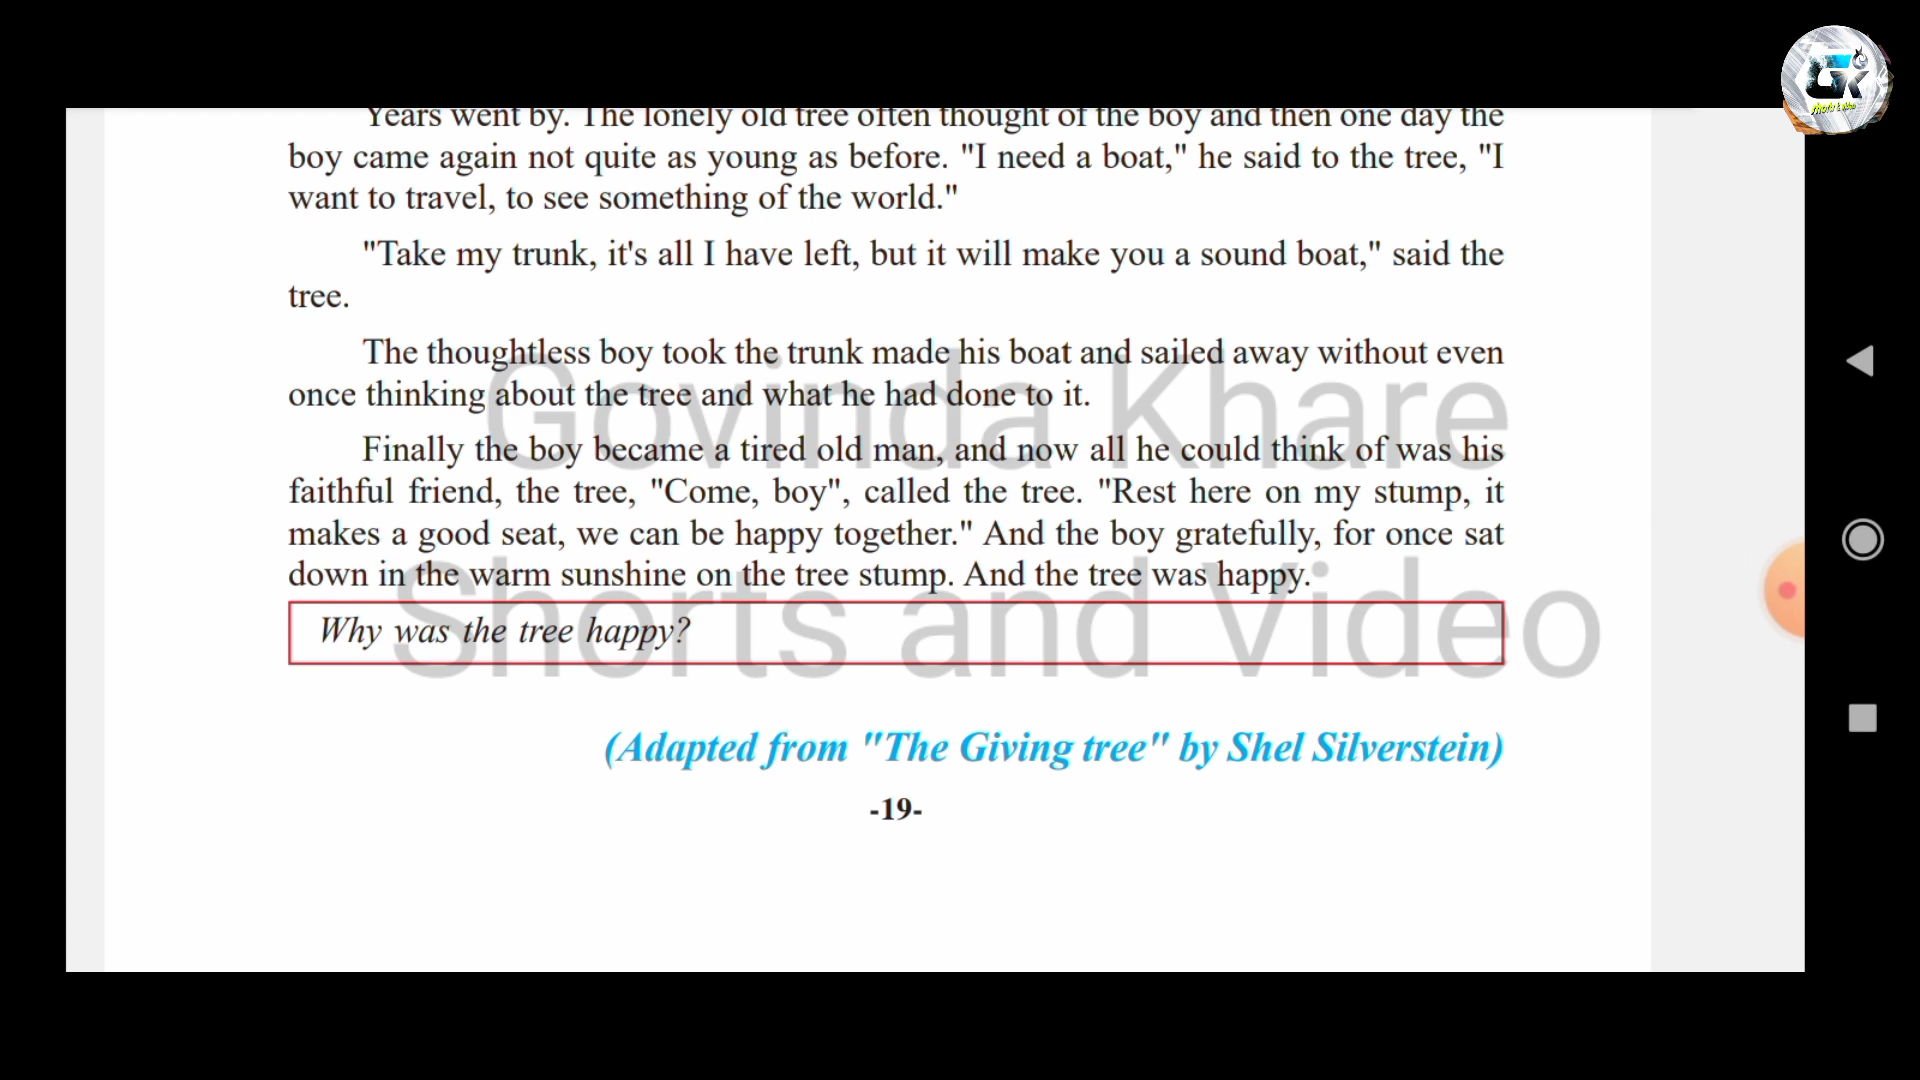 Years went by. The lonely old tree often thought of the boy and then one day the
boy came again not quite as young as before. "I need a boat," he said to the tree, "I
want to travel, to see something of the world."
"Take my trunk, it's all I have left, but it will make you a sound boat," said the
tree.
The thoughtless boy took the trunk made his boat and sailed away without even
once thinking about the tree and what he had done to it.
Finally the boy became a tired old man, and now all he could think of was his
faithful friend, the tree, "Come, boy", called the tree. "Rest here on my stump, it
makes a good seat, we can be happy together." And the boy gratefully, for once sat
down in the warm sunshine on the tree stump. And the tree was happy.
Why was the tree happy?
(Adapted from "The Giving tree" by Shel Silverstein)
-19-
Govinda Khare
Shorts and Video
GK